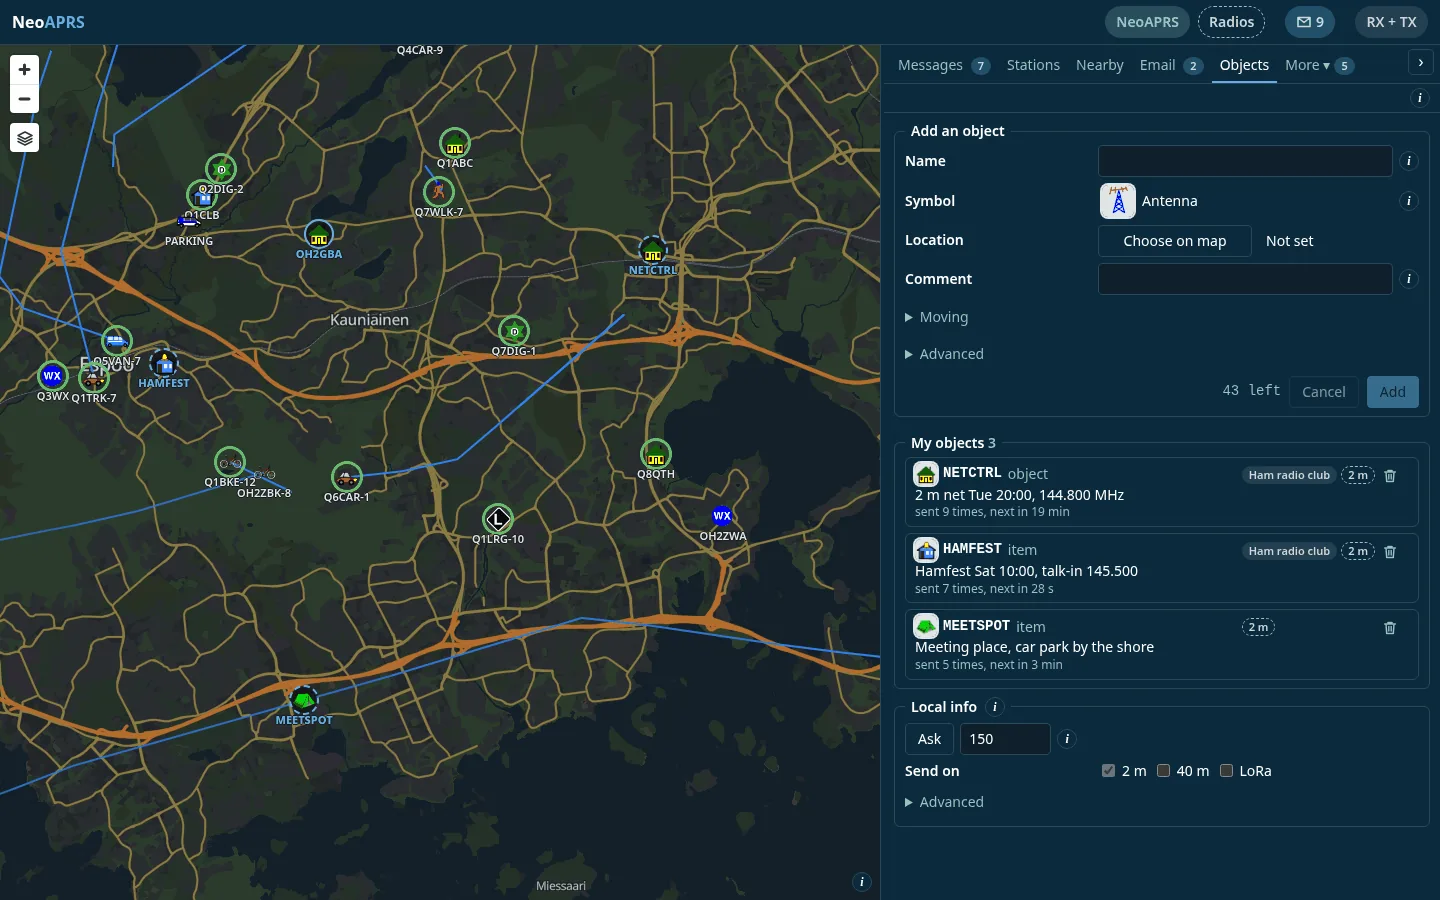 NeoAPRS
NeoAPRS
Radios
9
RX + TX
Messages 7
Stations
Nearby
Email 2
Objects
More ▾ 5
Add an object
Name
Symbol
Antenna
Location
Choose on map
Not set
Comment
Moving
Advanced
43 left
Cancel
Add
My objects 3
NETCTRL object
Ham radio club
2 m
2 m net Tue 20:00, 144.800 MHz
sent 9 times, next in 19 min
HAMFEST item
Ham radio club
2 m
Hamfest Sat 10:00, talk-in 145.500
sent 7 times, next in 28 s
MEETSPOT item
2 m
Meeting place, car park by the shore
sent 5 times, next in 3 min
Local info
Ask
150
Send on
2 m
40 m
LoRa
Advanced
Q4CAR-9
Q1ABC
D
Q2DIG-2
Q1CLB
PARKING
Q7WLK-7
OH2GBA
NETCTRL
Kauniainen
D
Q7DIG-1
Q5VAN-7
Espoo
HAMFEST
WX
Q3WX
Q1TRK-7
Q1BKE-12
OH2ZBK-8
Q6CAR-1
Q8QTH
L
Q1LRG-10
WX
OH2ZWA
MEETSPOT
Miessaari